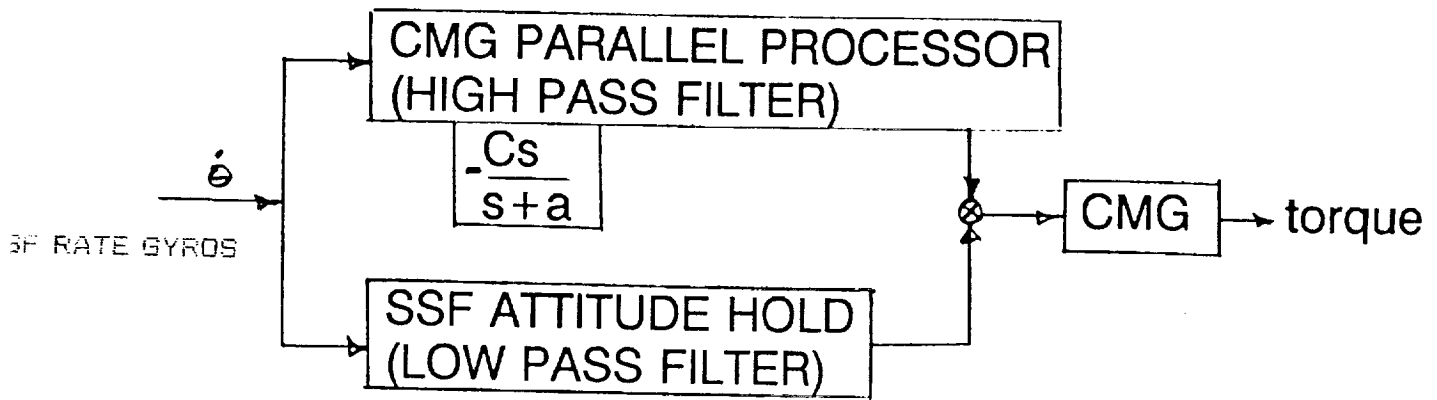 CMG PARALLEL PROCESSOR
(HIGH PASS FILTER)
-Cs
s+a
θ̇
RATE GYROS
CMG
torque
SSF ATTITUDE HOLD
(LOW PASS FILTER)